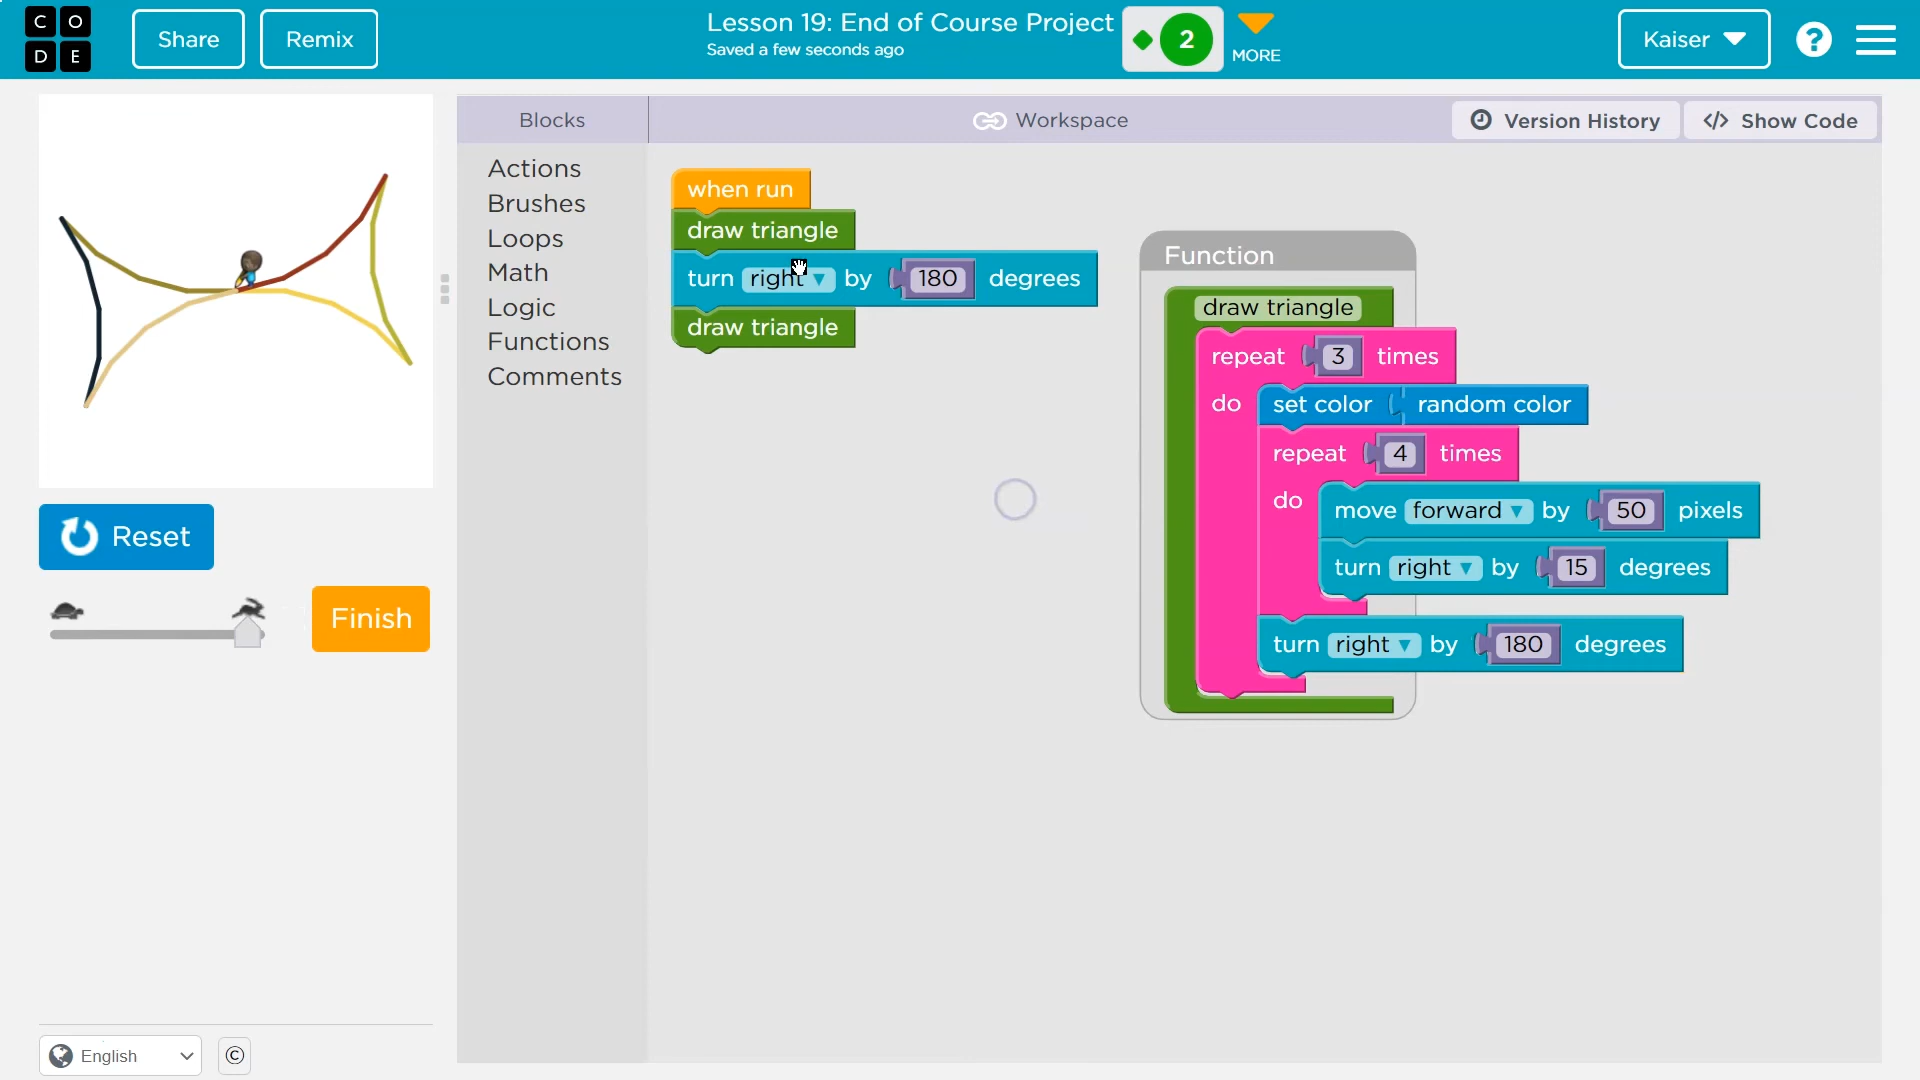 C O
D E
Share
Remix
Lesson 19: End of Course Project
Saved a few seconds ago
2
MORE
Kaiser
?
Blocks
Workspace
Version History
</> Show Code
Actions
Brushes
Loops
Math
Logic
Functions
Comments
when run
draw triangle
turn right by 180 degrees
draw triangle
Function
draw triangle
repeat 3 times
do set color random color
repeat 4 times
do move forward by 50 pixels
turn right by 15 degrees
turn right by 180 degrees
Reset
Finish
English
©